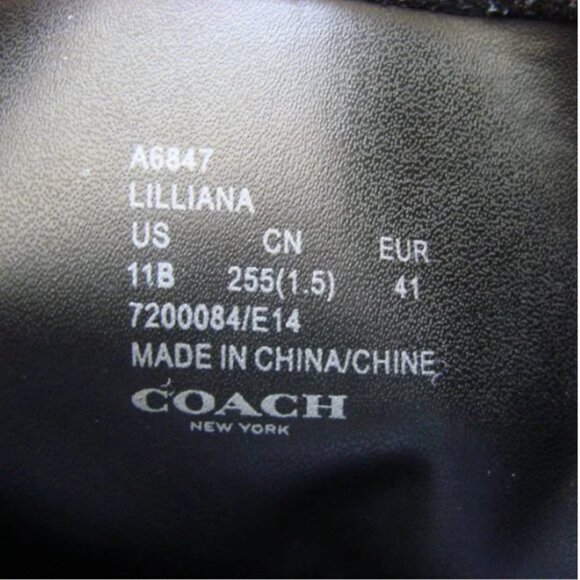 A6847
LILLIANA
US CN EUR
11B 255(1.5) 41
7200084/E14
MADE IN CHINA/CHINE
COACH
NEW YORK